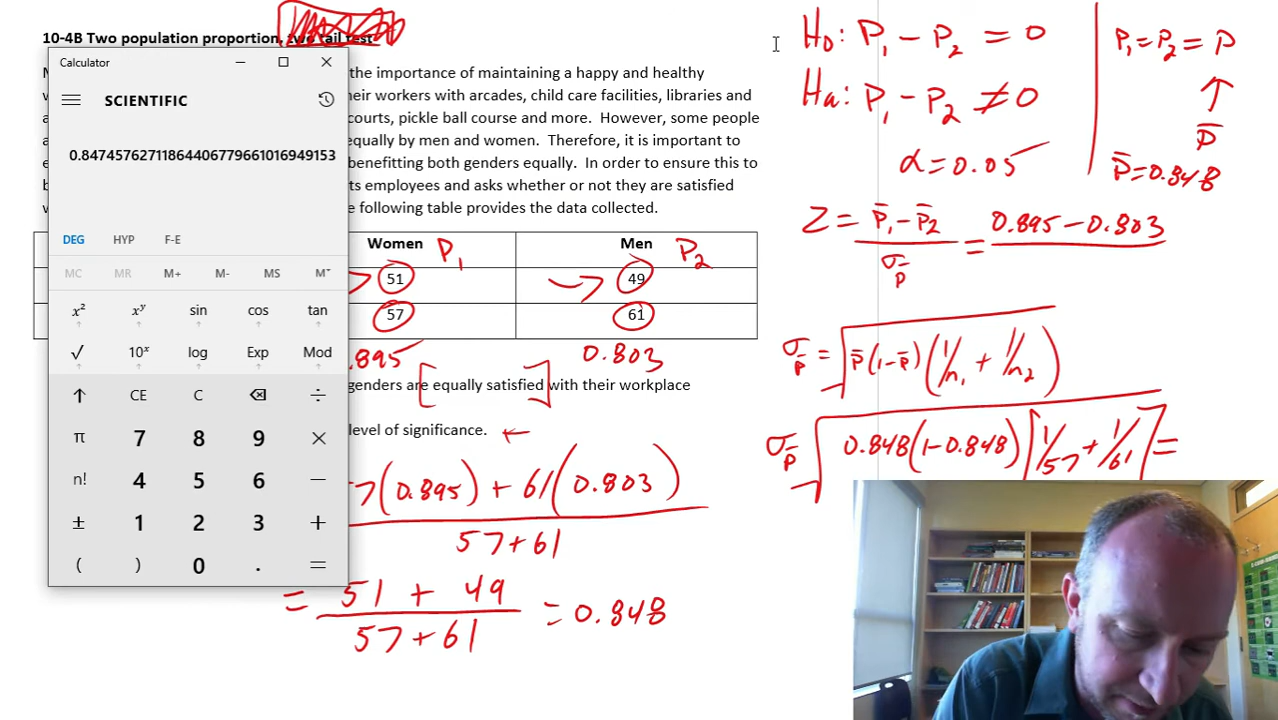 10-4B Two population proportion, two tail test
Calculator
SCIENTIFIC
0.84745762711864406779661016949153
DEG HYP F-E
MC MR M+ M- MS M˅
x² xʸ sin cos tan
√ 10ˣ log Exp Mod
↑ CE C ⌫ ÷
π 7 8 9 ×
n! 4 5 6 −
± 1 2 3 +
( ) 0 . =
the importance of maintaining a happy and healthy
heir workers with arcades, child care facilities, libraries and
courts, pickle ball course and more. However, some people
equally by men and women. Therefore, it is important to
benefitting both genders equally. In order to ensure this to
ts employees and asks whether or not they are satisfied
e following table provides the data collected.
Women P₁ Men P₂
51 49
57 61
.895 0.803
genders are equally satisfied with their workplace
level of significance. ←
7(0.895) + 61(0.803)
57+61
= 51 + 49 = 0.848
57+61
H₀: P₁ − P₂ = 0
Ha: P₁ − P₂ ≠ 0
α = 0.05
P₁ = P₂ = P
↑
P̄
P̄ = 0.848
Z = P̄₁ − P̄₂ = 0.895 − 0.803
σp̄
σp̄ = √ p̄(1−p̄)(1/n₁ + 1/n₂)
σp̄ √ 0.848(1−0.848)[1/57 + 1/61] =